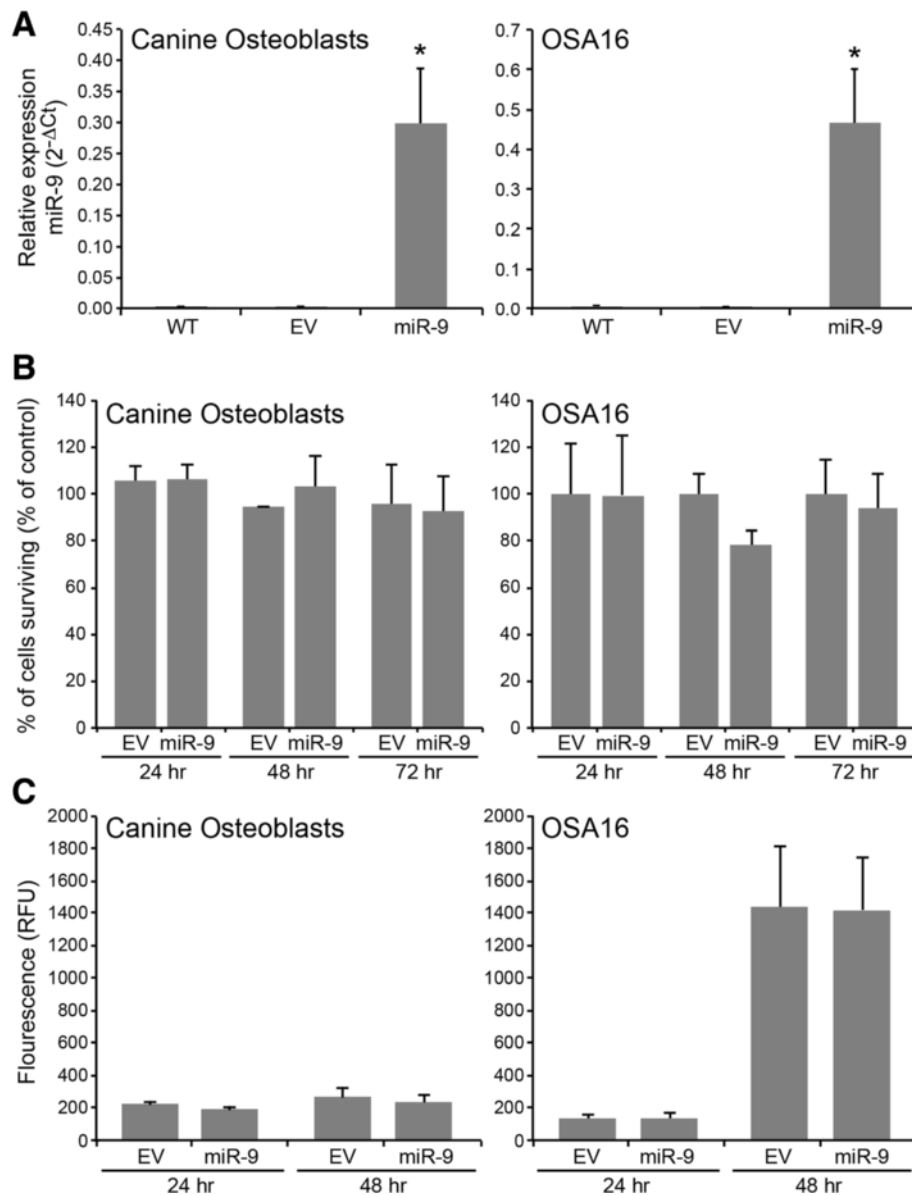 A
Canine Osteoblasts
OSA16
Relative expression
miR-9 (2-ΔCt)
0.45
0.40
0.35
0.30
0.25
0.20
0.15
0.10
0.05
0.00
0.7
0.6
0.5
0.4
0.3
0.2
0.1
0.0
*
*
WT EV miR-9
WT EV miR-9
B
Canine Osteoblasts
OSA16
% of cells surviving (% of control)
140
120
100
80
60
40
20
0
140
120
100
80
60
40
20
0
EV miR-9 EV miR-9 EV miR-9
24 hr 48 hr 72 hr
EV miR-9 EV miR-9 EV miR-9
24 hr 48 hr 72 hr
C
Canine Osteoblasts
OSA16
Flourescence (RFU)
2000
1800
1600
1400
1200
1000
800
600
400
200
0
2000
1800
1600
1400
1200
1000
800
600
400
200
0
EV miR-9 EV miR-9
24 hr 48 hr
EV miR-9 EV miR-9
24 hr 48 hr